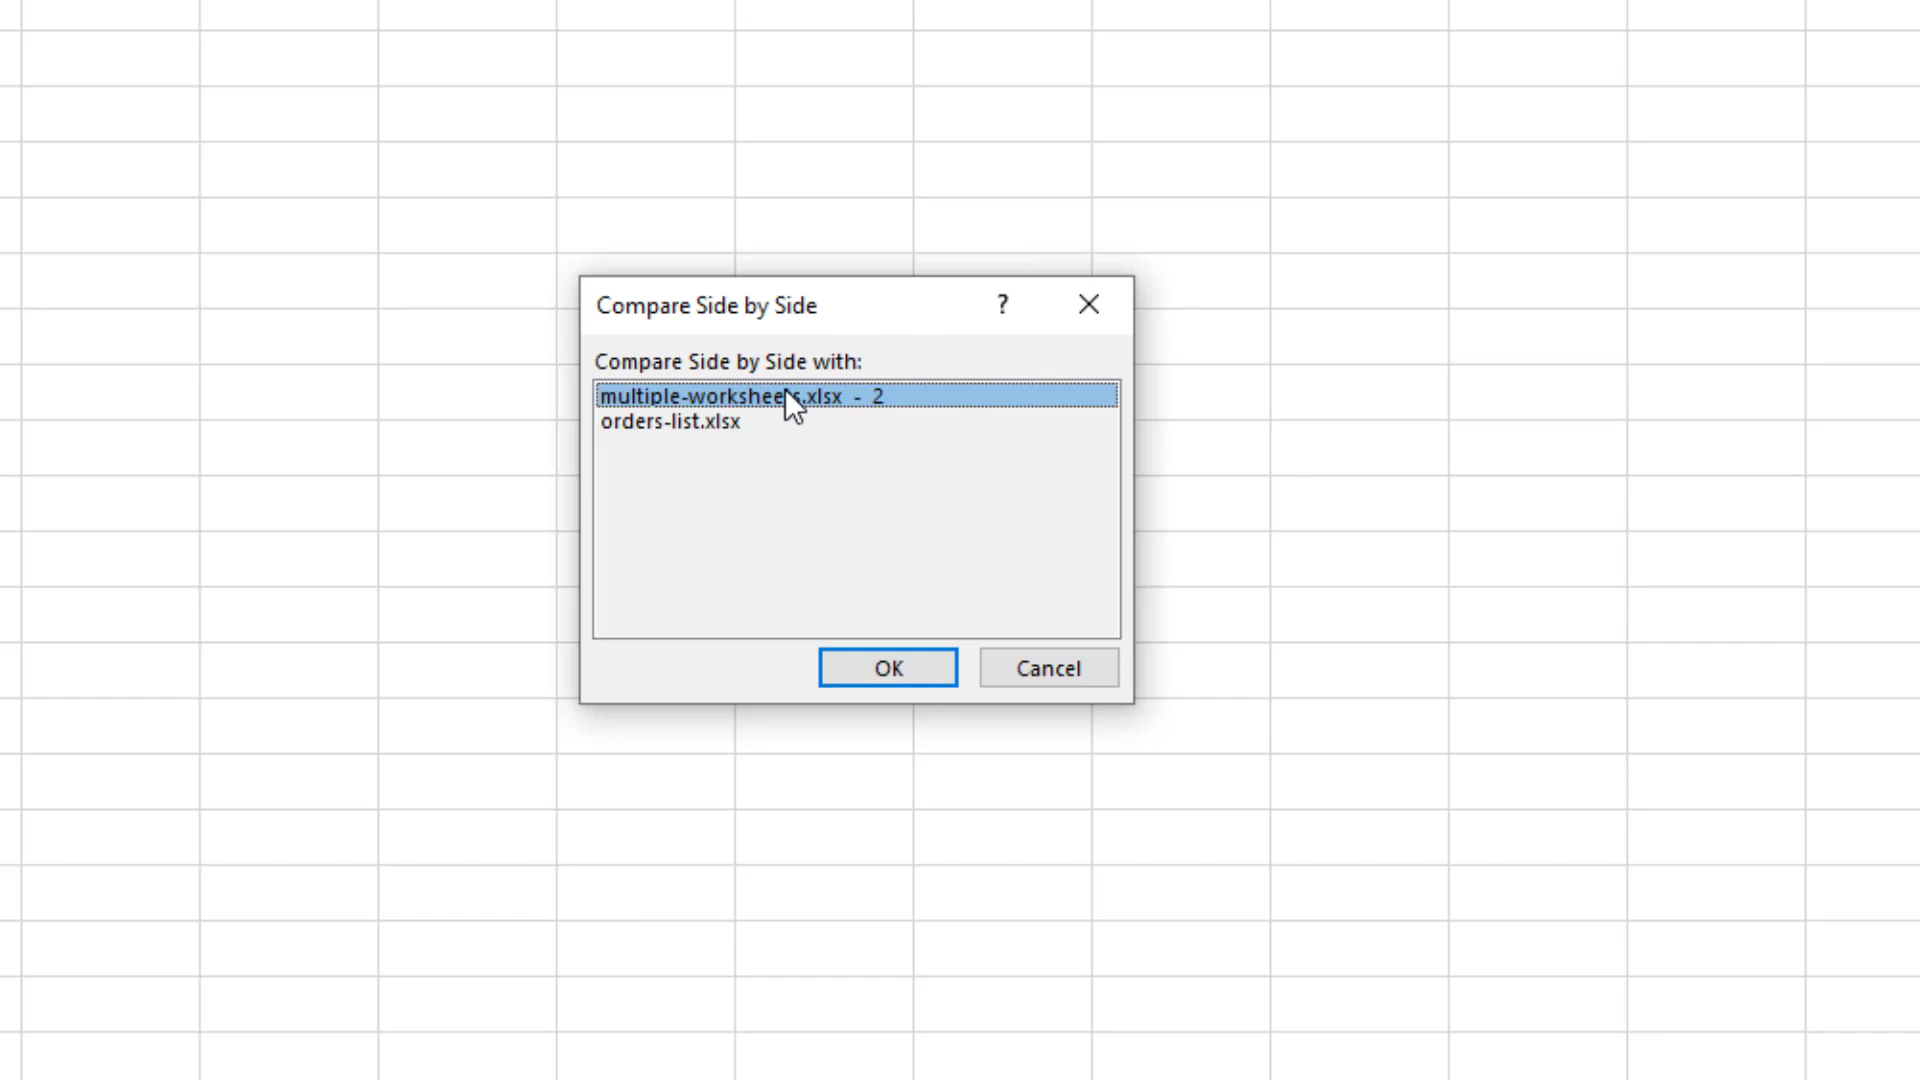 Compare Side by Side
?
Compare Side by Side with:
multiple-worksheets.xlsx - 2
orders-list.xlsx
OK
Cancel